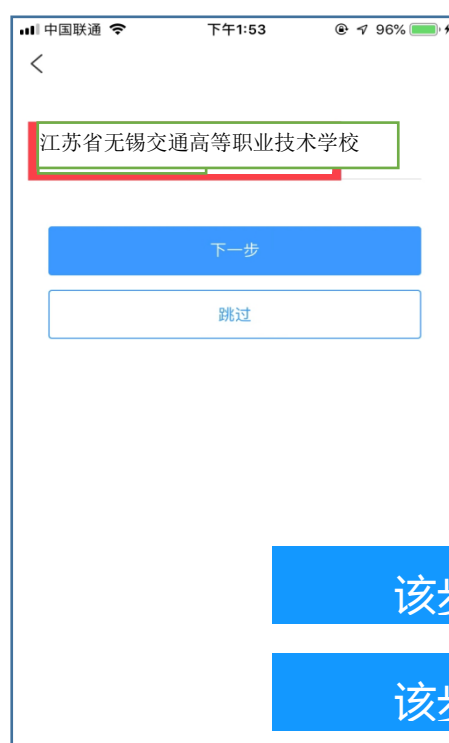 中国联通 下午1:53 96%
江苏省无锡交通高等职业技术学校
下一步
跳过
该
该